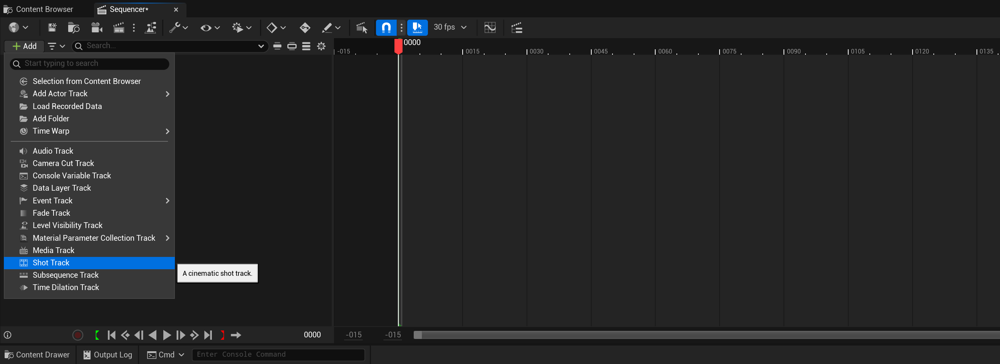 Content Browser
Sequencer*
30 fps
Add
Search...
0000
-015
0015
0030
0045
0060
0075
0090
0105
0120
0135
Start typing to search
Selection from Content Browser
Add Actor Track
Load Recorded Data
Add Folder
Time Warp
Audio Track
Camera Cut Track
Console Variable Track
Data Layer Track
Event Track
Fade Track
Level Visibility Track
Material Parameter Collection Track
Media Track
Shot Track
A cinematic shot track.
Subsequence Track
Time Dilation Track
0000
-015
-015
Content Drawer
Output Log
Cmd
Enter Console Command